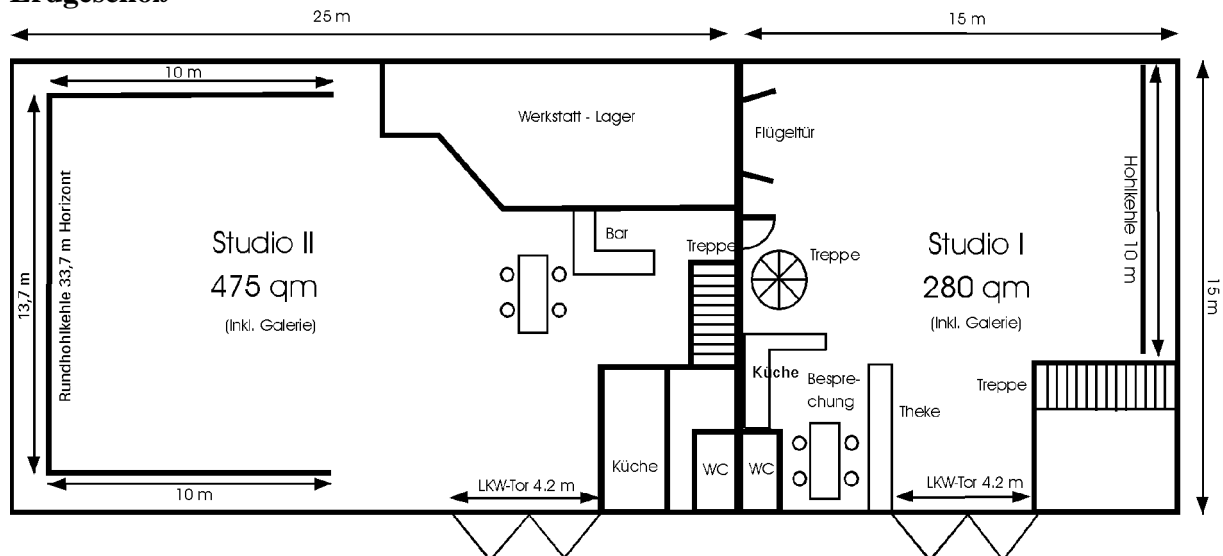 Erdgeschoß
25 m
15 m
10 m
Werkstatt - Lager
Flügeltür
Rundhohlkehle 33,7 m Horizont
13,7 m
Hohlkehle 10 m
15 m
Studio II
475 qm
(Inkl. Galerie)
Bar
Treppe
Treppe
Studio I
280 qm
(Inkl. Galerie)
Küche
Bespre-
chung
Treppe
Theke
Küche
WC
WC
LKW-Tor 4.2 m
LKW-Tor 4.2 m
10 m